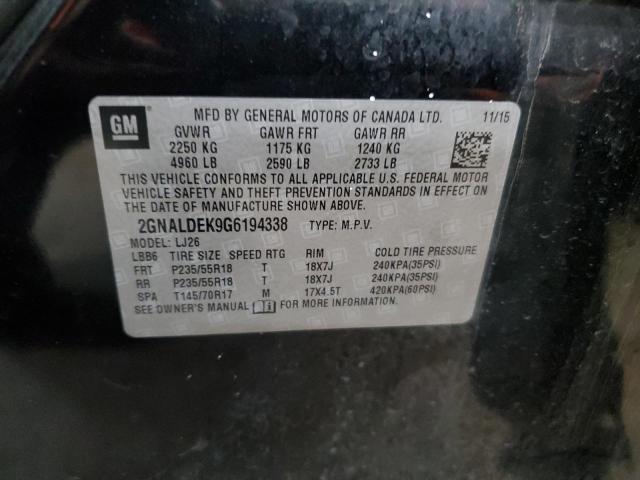 GM
MFD BY GENERAL MOTORS OF CANADA LTD. 11/15
GVWR GAWR FRT GAWR RR
2250 KG 1175 KG 1240 KG
4960 LB 2590 LB 2733 LB
THIS VEHICLE CONFORMS TO ALL APPLICABLE U.S. FEDERAL MOTOR
VEHICLE SAFETY AND THEFT PREVENTION STANDARDS IN EFFECT ON
THE DATE OF MANUFACTURE SHOWN ABOVE.
2GNALDEK9G6194338 TYPE: M.P.V.
MODEL: LJ26
LBB6 TIRE SIZE SPEED RTG RIM COLD TIRE PRESSURE
FRT P235/55R18 T 18X7J 240KPA(35PSI)
RR P235/55R18 T 18X7J 240KPA(35PSI)
SPA T145/70R17 M 17X4.5T 420KPA(60PSI)
SEE OWNER'S MANUAL FOR MORE INFORMATION.